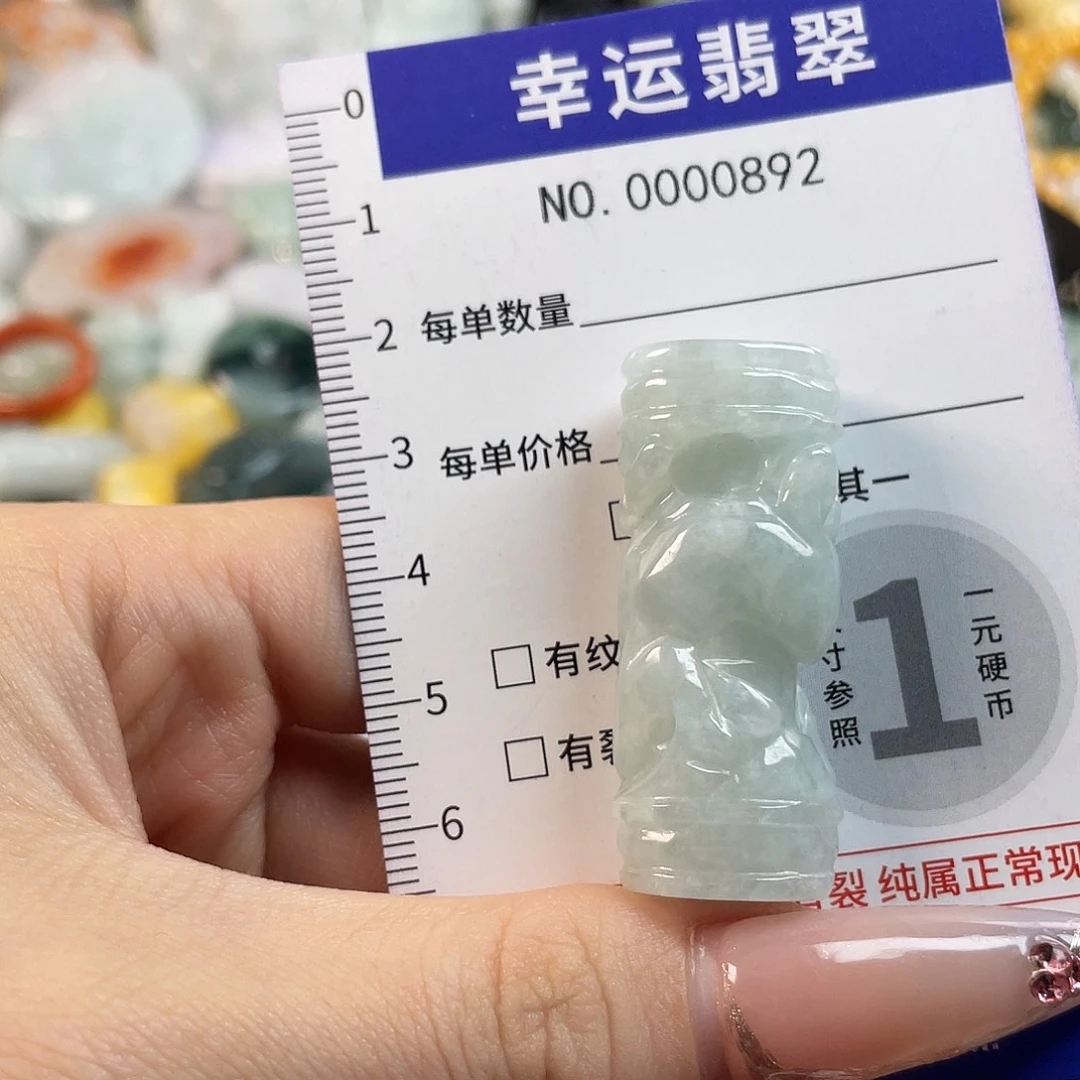 幸运翡翠
NO. 0000892
0
1
2
3
4
5
6
每单数量
每单价格
其一
有纹
有裂
寸参照
1
一元硬币
裂 纯属正常现